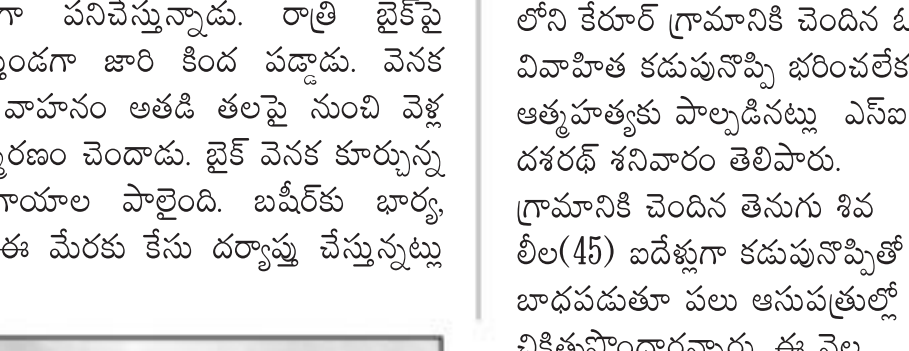 గా పనిచేస్తున్నాడు. రాత్రి బైక్‌పై
ండగా జారి కింద పడ్డాడు. వెనక
వాహనం అతడి తలపై నుంచి వెళ్ల
రణం చెందాడు. బైక్ వెనక కూర్చున్న
గాయాల పాలైంది. బషీర్‌కు భార్య,
ఈ మేరకు కేసు దర్యాప్తు చేస్తున్నట్లు
లోని కేరూర్ గ్రామానికి చెందిన ఓ
వివాహిత కడుపునొప్పి భరించలేక
ఆత్మహత్యకు పాల్పడినట్లు ఎస్ఐ
దశరథ్ శనివారం తెలిపారు.
గ్రామానికి చెందిన తెనుగు శివ
లీల(45) ఐదేళ్లుగా కడుపునొప్పితో
బాధపడుతూ పలు ఆసుపత్రుల్లో